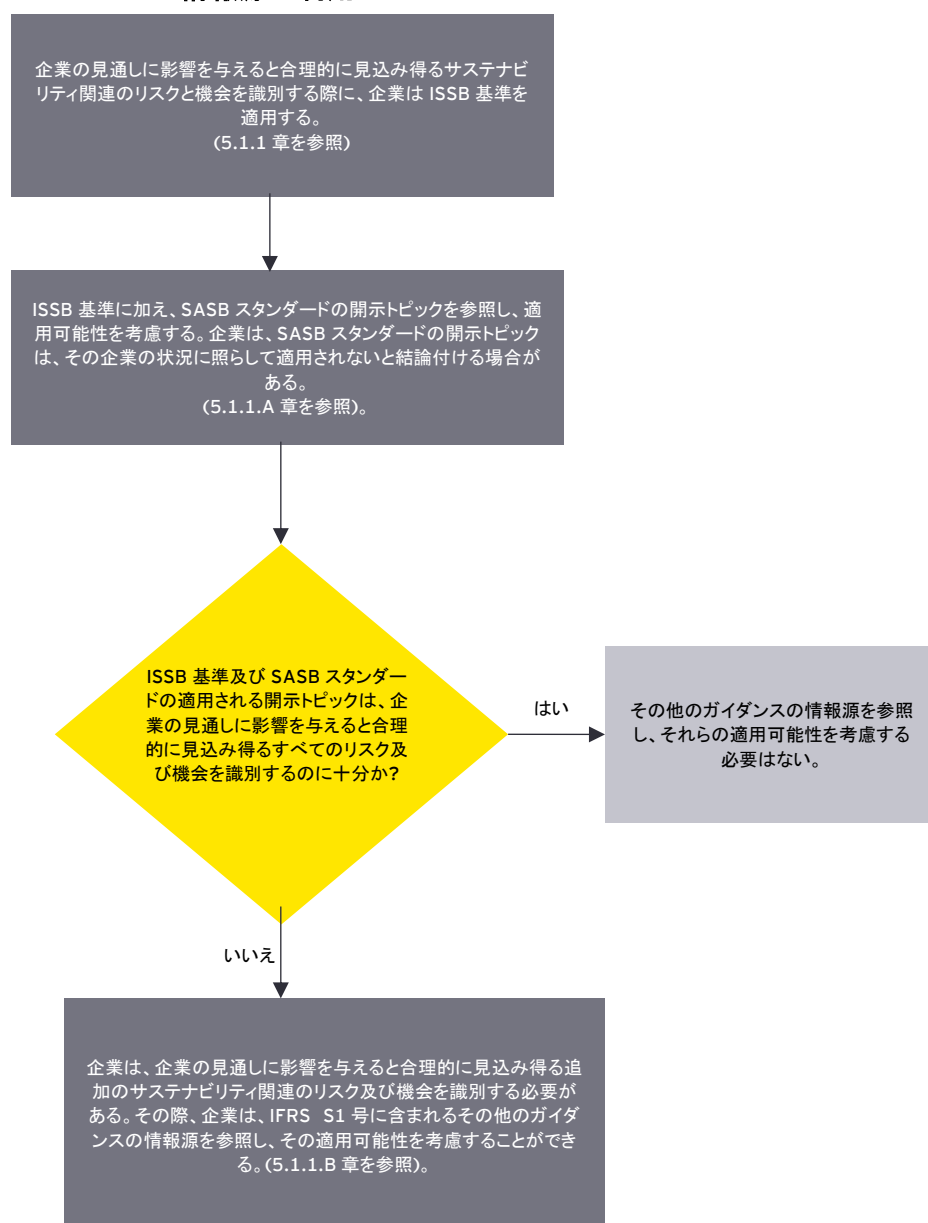 企業の見通しに影響を与えると合理的に見込み得るサステナビ
リティ関連のリスクと機会を識別する際に、企業は ISSB 基準を
適用する。
(5.1.1 章を参照)
ISSB 基準に加え、SASB スタンダードの開示トピックを参照し、適
用可能性を考慮する。企業は、SASB スタンダードの開示トピック
は、その企業の状況に照らして適用されないと結論付ける場合が
ある。
(5.1.1.A 章を参照)。
ISSB 基準及び SASB スタンダー
ドの適用される開示トピックは、企
業の見通しに影響を与えると合理
的に見込み得るすべてのリスク及
び機会を識別するのに十分か?
はい
その他のガイダンスの情報源を参照
し、それらの適用可能性を考慮する
必要はない。
いいえ
企業は、企業の見通しに影響を与えると合理的に見込み得る追
加のサステナビリティ関連のリスク及び機会を識別する必要が
ある。その際、企業は、IFRS S1 号に含まれるその他のガイダ
ンスの情報源を参照し、その適用可能性を考慮することができ
る。(5.1.1.B 章を参照)。